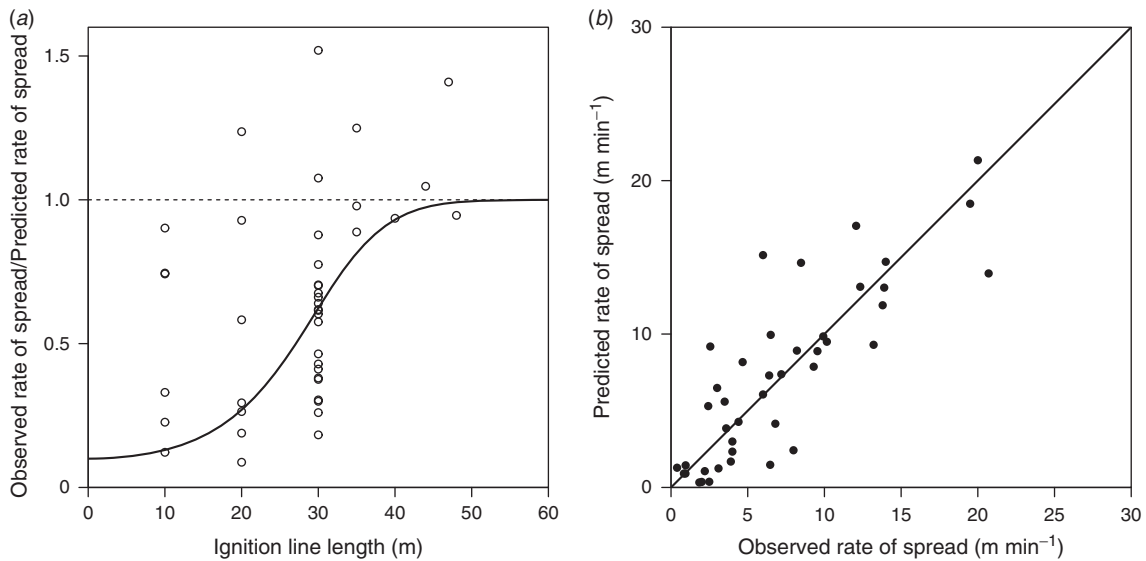 (a)
Observed rate of spread/Predicted rate of spread
1.5
1.0
0.5
0
0 10 20 30 40 50 60
Ignition line length (m)
(b)
Predicted rate of spread (m min⁻¹)
30
20
10
0
0 5 10 15 20 25 30
Observed rate of spread (m min⁻¹)